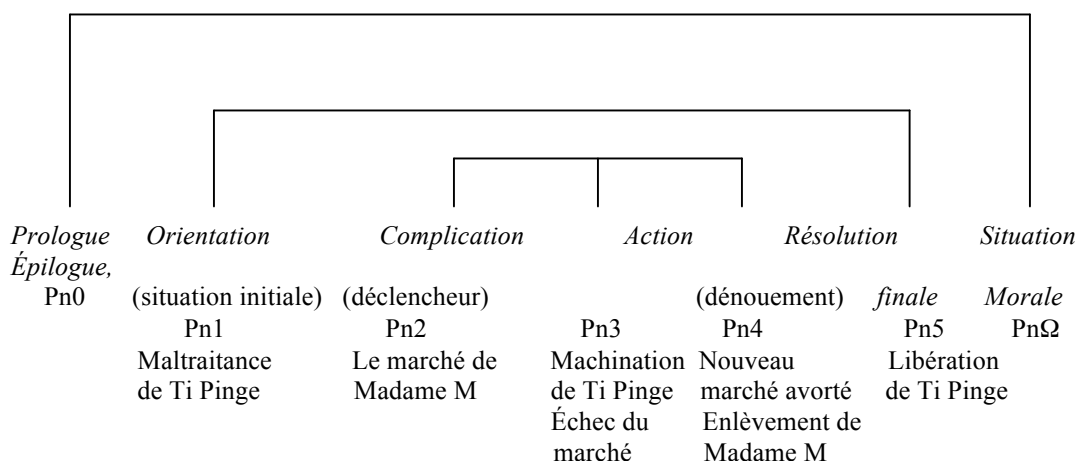 Prologue Orientation Complication Action Résolution Situation
Épilogue,
Pn0 (situation initiale) (déclencheur) (dénouement) finale Morale
Pn1 Pn2 Pn3 Pn4 Pn5 PnΩ
Maltraitance Le marché de Machination Nouveau Libération
de Ti Pinge Madame M de Ti Pinge marché avorté de Ti Pinge
Échec du Enlèvement de
marché Madame M